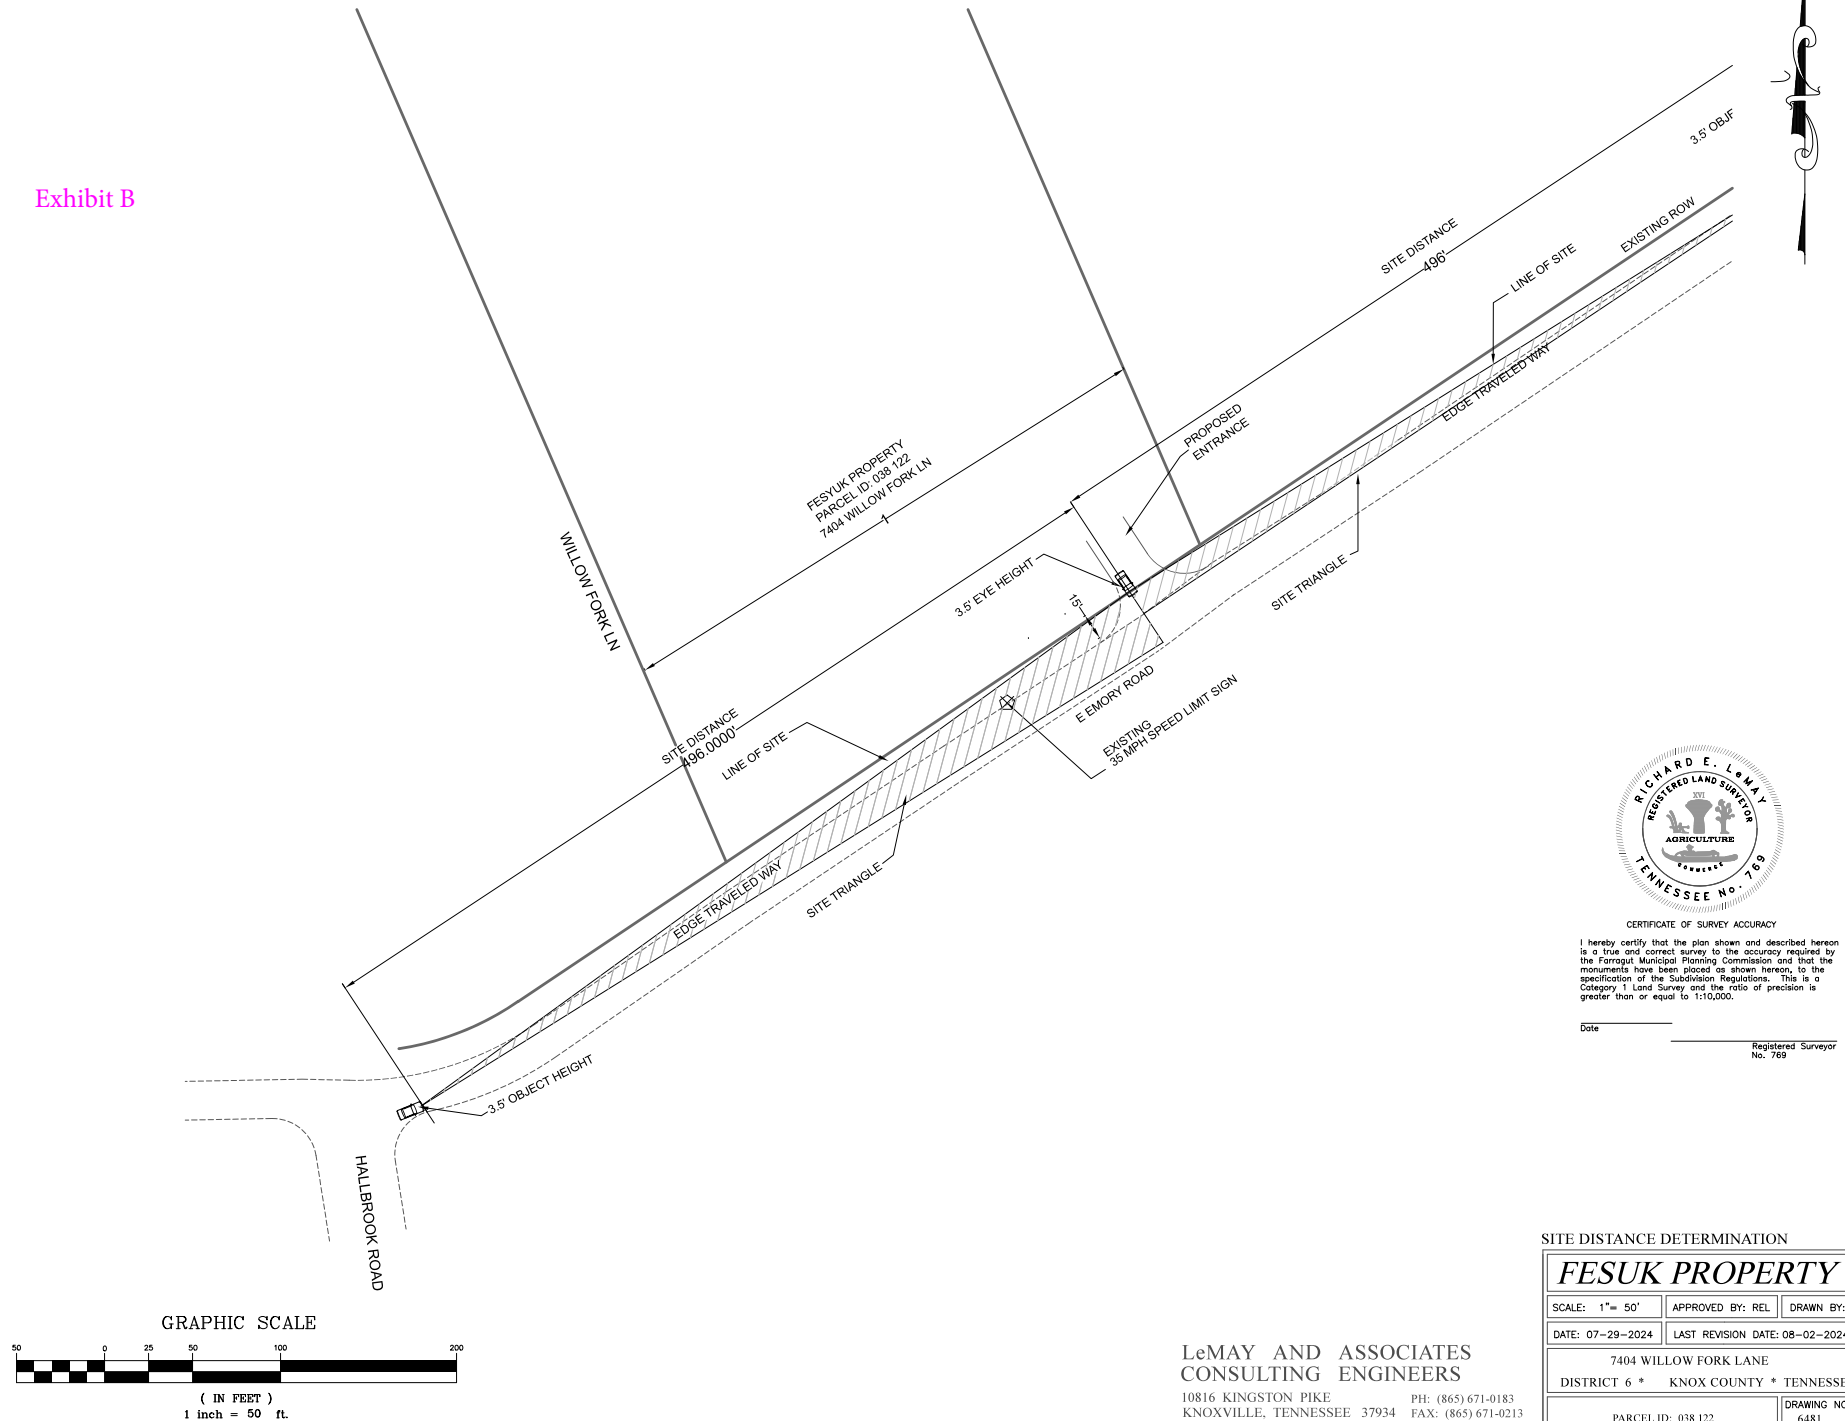 Exhibit B
3.5' OBJE
SITE DISTANCE
496'
EXISTING ROW
LINE OF SITE
EDGE TRAVELED WAY
PROPOSED
ENTRANCE
FESYUK PROPERTY
PARCEL ID: 038 122
7404 WILLOW FORK LN
1
WILLOW FORK LN
3.5' EYE HEIGHT
15'
SITE TRIANGLE
E EMORY ROAD
EXISTING
35 MPH SPEED LIMIT SIGN
SITE DISTANCE
496.0000'
LINE OF SITE
EDGE TRAVELED WAY
SITE TRIANGLE
3.5' OBJECT HEIGHT
HALLBROOK ROAD
RICHARD E. LeMAY
REGISTERED LAND SURVEYOR
XVI
AGRICULTURE
COMMERCE
TENNESSEE No. 769
CERTIFICATE OF SURVEY ACCURACY
I hereby certify that the plan shown and described hereon
is a true and correct survey to the accuracy required by
the Farragut Municipal Planning Commission and that the
monuments have been placed as shown hereon, to the
specification of the Subdivision Regulations. This is a
Category 1 Land Survey and the ratio of precision is
greater than or equal to 1:10,000.
Date
Registered Surveyor
No. 769
GRAPHIC SCALE
50 0 25 50 100 200
( IN FEET )
1 inch = 50 ft.
LeMAY AND ASSOCIATES
CONSULTING ENGINEERS
10816 KINGSTON PIKE PH: (865) 671-0183
KNOXVILLE, TENNESSEE 37934 FAX: (865) 671-0213
SITE DISTANCE DETERMINATION
FESUK PROPERTY
SCALE: 1"= 50' APPROVED BY: REL DRAWN BY:
DATE: 07-29-2024 LAST REVISION DATE: 08-02-2024
7404 WILLOW FORK LANE
DISTRICT 6 * KNOX COUNTY * TENNESSE
PARCEL ID: 038 122 DRAWING NO
6481